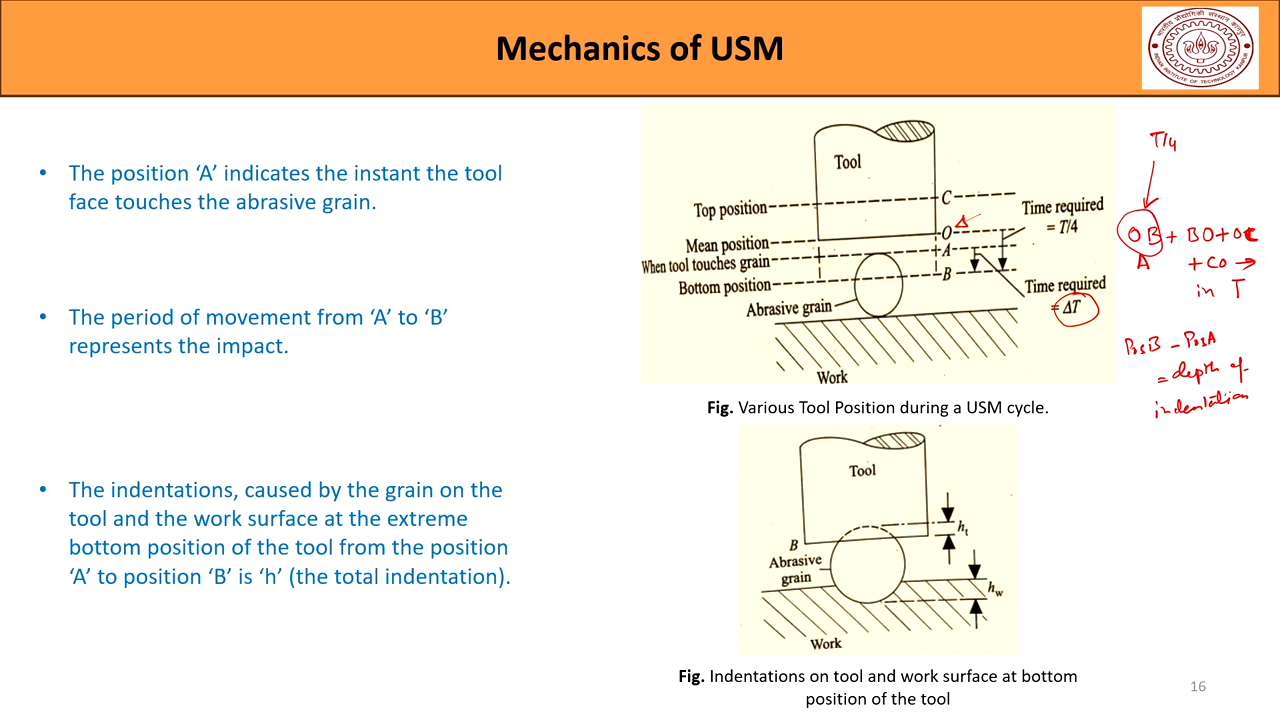 Mechanics of USM
• The position ‘A’ indicates the instant the tool
face touches the abrasive grain.
• The period of movement from ‘A’ to ‘B’
represents the impact.
• The indentations, caused by the grain on the
tool and the work surface at the extreme
bottom position of the tool from the position
‘A’ to position ‘B’ is ‘h’ (the total indentation).
Tool
Top position
C
Time required
= T/4
Mean position
O
When tool touches grain
A
Bottom position
B
Time required
= ΔT
Abrasive grain
Work
Fig. Various Tool Position during a USM cycle.
T/4
OB + BO + OC
A + CO →
in T
PosB - PosA
= depth of
indentation
Tool
ht
B
Abrasive
grain
hw
Work
Fig. Indentations on tool and work surface at bottom
position of the tool
16